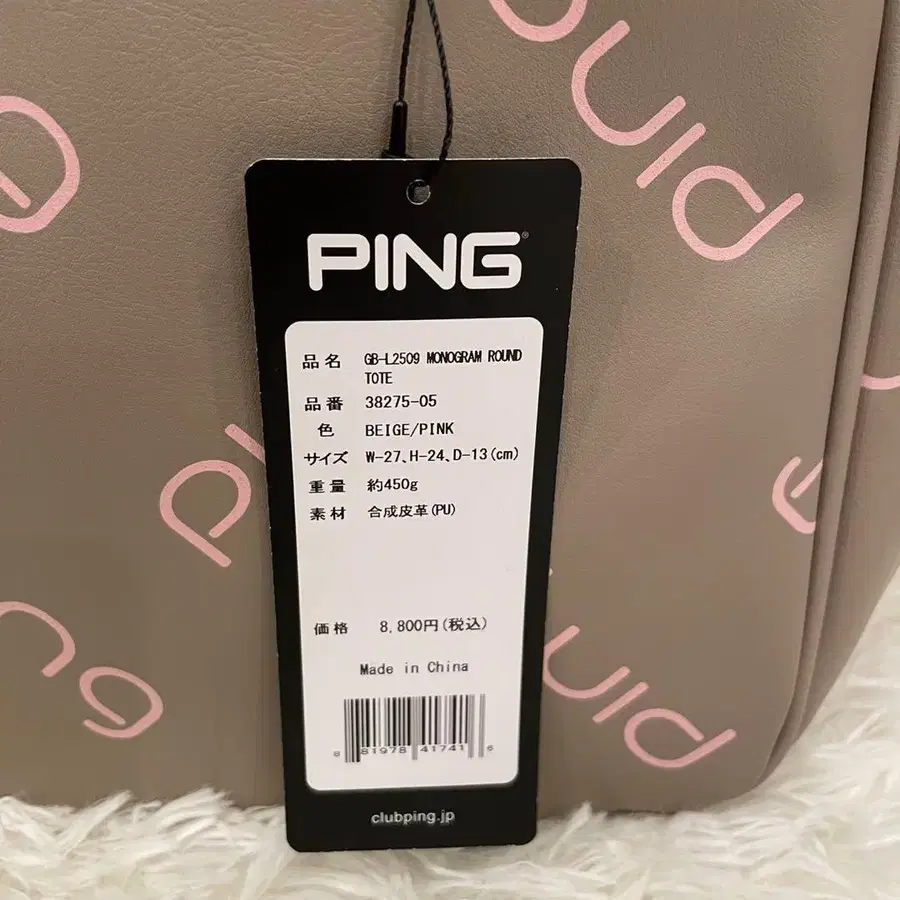 PING
品名 GB-L2509 MONOGRAM ROUND
TOTE
品番 38275-05
色 BEIGE/PINK
サイズ W-27、H-24、D-13(cm)
重量 約450g
素材 合成皮革(PU)
価格 8,800円(税込)
Made in China
8 81978 41741 6
clubping.jp
ping
ping